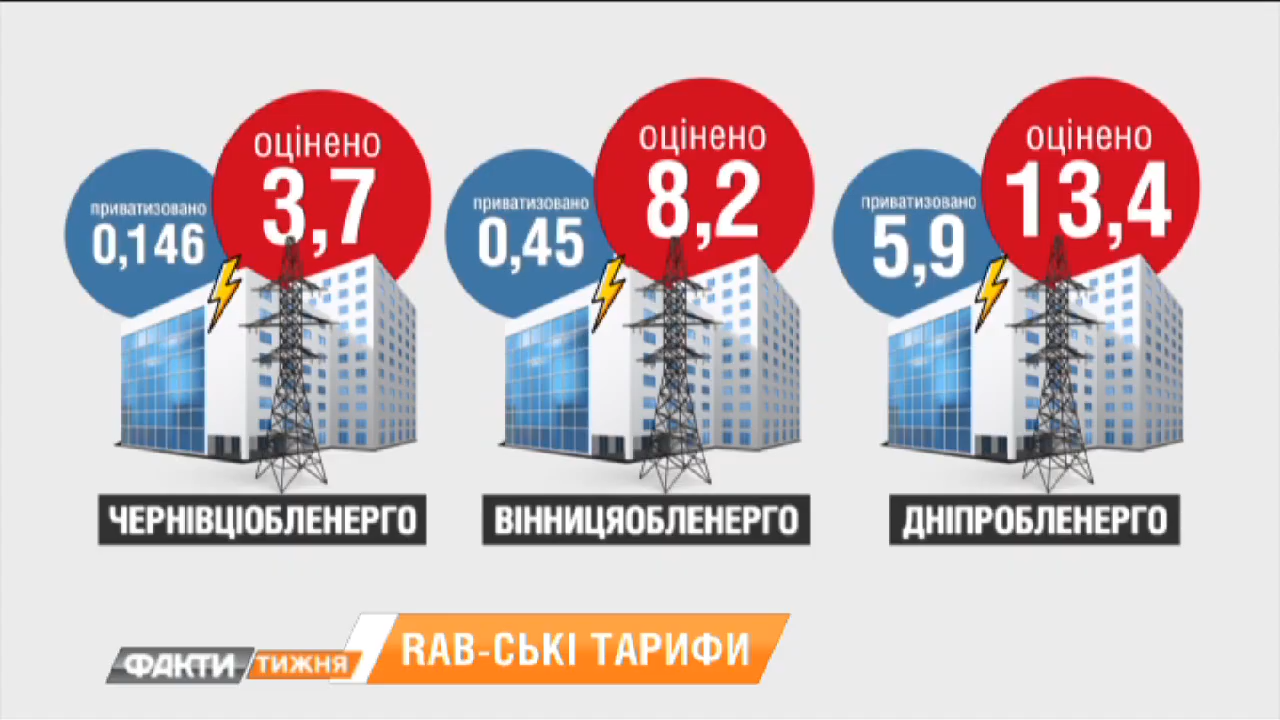 приватизовано
0,146
оцінено
3,7
ЧЕРНІВЦІОБЛЕНЕРГО
приватизовано
0,45
оцінено
8,2
ВІННИЦЯОБЛЕНЕРГО
приватизовано
5,9
оцінено
13,4
ДНІПРОБЛЕНЕРГО
ФАКТИ ТИЖНЯ
RAB-СЬКІ ТАРИФИ